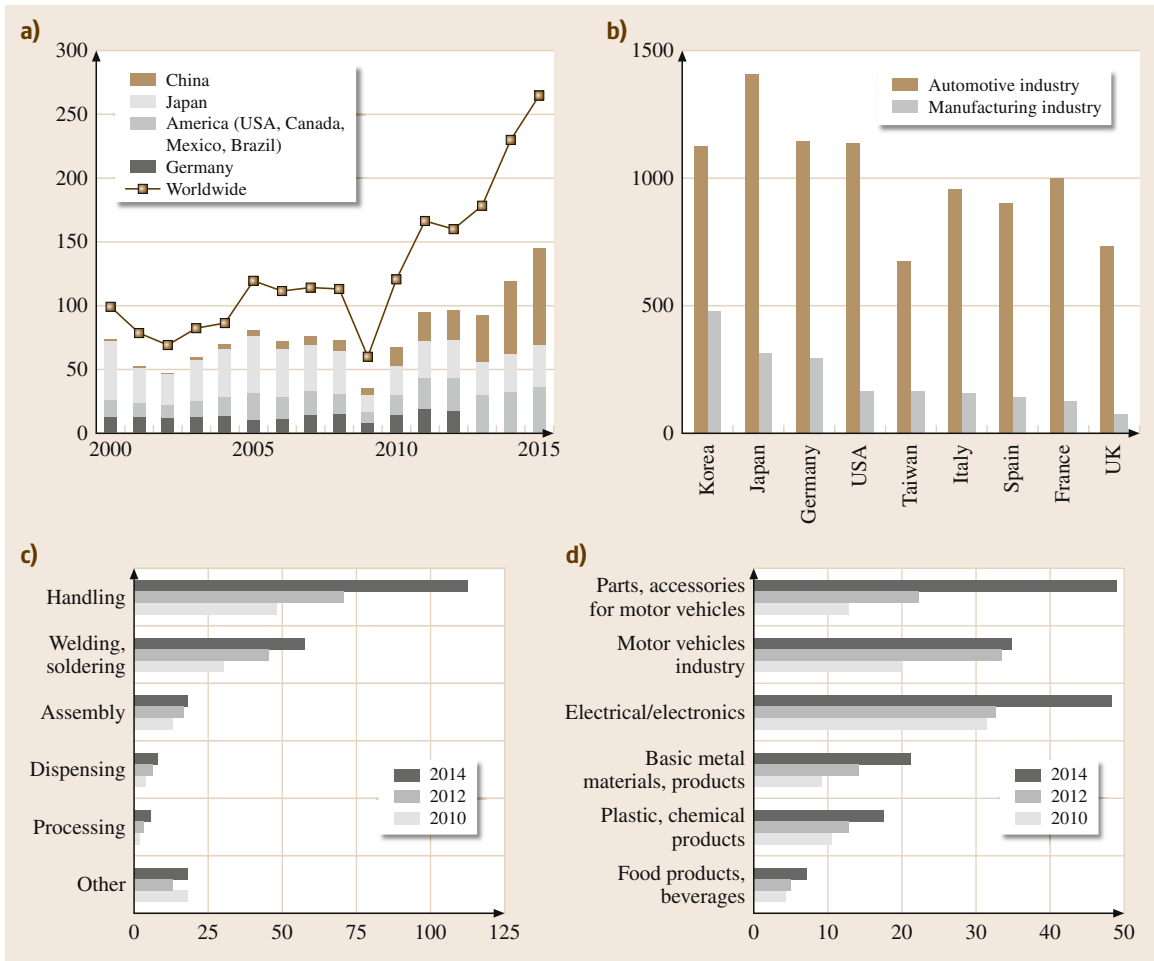 a)
300
250
200
150
100
50
0
China
Japan
America (USA, Canada,
Mexico, Brazil)
Germany
Worldwide
2000
2005
2010
2015
b)
1500
1000
500
0
Automotive industry
Manufacturing industry
Korea
Japan
Germany
USA
Taiwan
Italy
Spain
France
UK
c)
Handling
Welding,
soldering
Assembly
Dispensing
Processing
Other
2014
2012
2010
0
25
50
75
100
125
d)
Parts, accessories
for motor vehicles
Motor vehicles
industry
Electrical/electronics
Basic metal
materials, products
Plastic, chemical
products
Food products,
beverages
2014
2012
2010
0
10
20
30
40
50